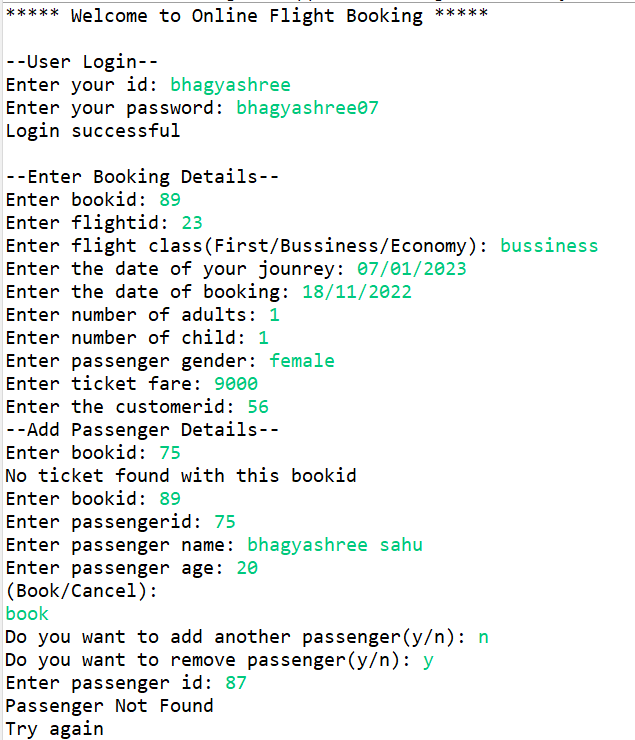 ***** Welcome to Online Flight Booking *****
--User Login--
Enter your id: bhagyashree
Enter your password: bhagyashree07
Login successful
--Enter Booking Details--
Enter bookid: 89
Enter flightid: 23
Enter flight class(First/Bussiness/Economy): bussiness
Enter the date of your jounrey: 07/01/2023
Enter the date of booking: 18/11/2022
Enter number of adults: 1
Enter number of child: 1
Enter passenger gender: female
Enter ticket fare: 9000
Enter the customerid: 56
--Add Passenger Details--
Enter bookid: 75
No ticket found with this bookid
Enter bookid: 89
Enter passengerid: 75
Enter passenger name: bhagyashree sahu
Enter passenger age: 20
(Book/Cancel):
book
Do you want to add another passenger(y/n): n
Do you want to remove passenger(y/n): y
Enter passenger id: 87
Passenger Not Found
Try again